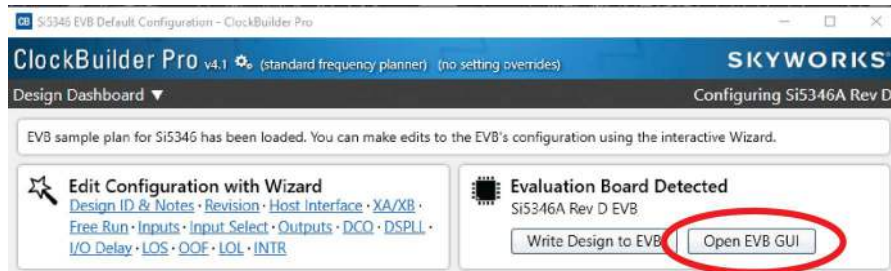 CB Si5346 EVB Default Configuration - ClockBuilder Pro
ClockBuilder Pro v4.1 (standard frequency planner) (no setting overrides) SKYWORKS
Design Dashboard ▼ Configuring Si5346A Rev D
EVB sample plan for Si5346 has been loaded. You can make edits to the EVB's configuration using the interactive Wizard.
Edit Configuration with Wizard
Design ID & Notes · Revision · Host Interface · XA/XB ·
Free Run · Inputs · Input Select · Outputs · DCO · DSPLL ·
I/O Delay · LOS · OOF · LOL · INTR
Evaluation Board Detected
Si5346A Rev D EVB
Write Design to EVB Open EVB GUI